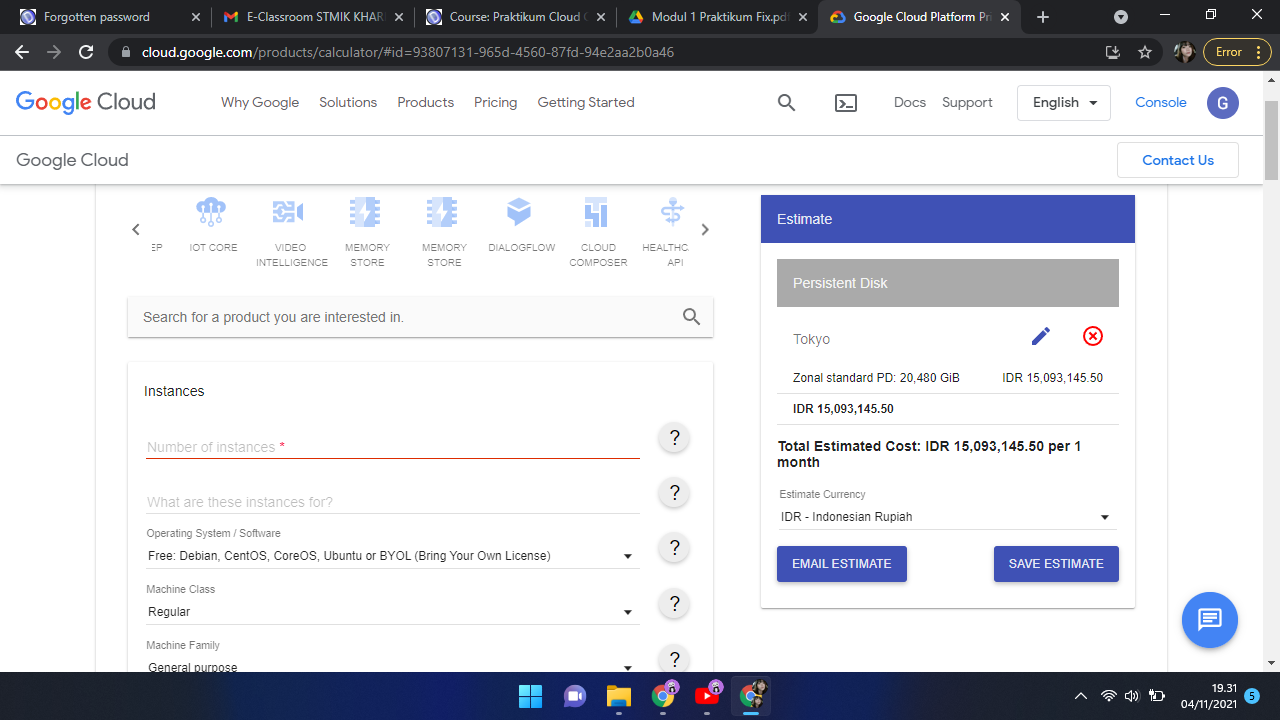 Forgotten password
E-Classroom STMIK KHAR
Course: Praktikum Cloud C
Modul 1 Praktikum Fix.pdf
Google Cloud Platform Pri
cloud.google.com/products/calculator/#id=93807131-965d-4560-87fd-94e2aa2b0a46
Error
Google Cloud
Why Google
Solutions
Products
Pricing
Getting Started
Docs
Support
English
Console
G
Google Cloud
Contact Us
EP
IOT CORE
VIDEO
INTELLIGENCE
MEMORY
STORE
MEMORY
STORE
DIALOGFLOW
CLOUD
COMPOSER
HEALTHC
API
Search for a product you are interested in.
Instances
Number of instances *
?
What are these instances for?
?
Operating System / Software
Free: Debian, CentOS, CoreOS, Ubuntu or BYOL (Bring Your Own License)
?
Machine Class
Regular
?
Machine Family
General purpose
?
Estimate
Persistent Disk
Tokyo
Zonal standard PD: 20,480 GiB
IDR 15,093,145.50
IDR 15,093,145.50
Total Estimated Cost: IDR 15,093,145.50 per 1
month
Estimate Currency
IDR - Indonesian Rupiah
EMAIL ESTIMATE
SAVE ESTIMATE
19.31
04/11/2021
5